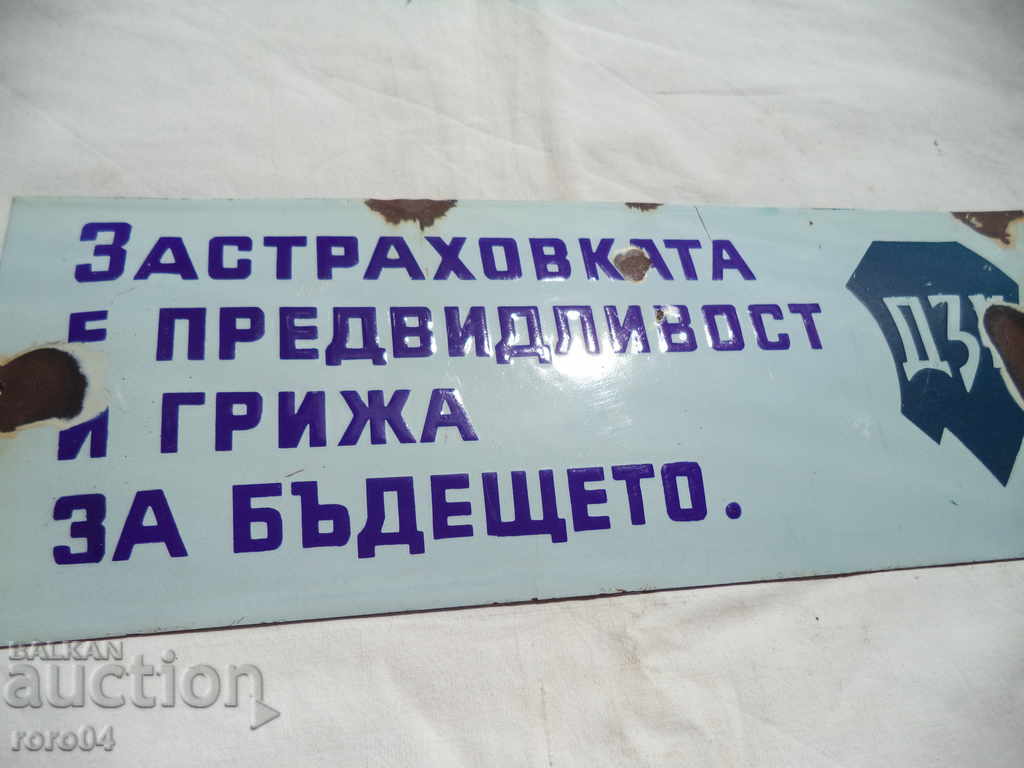 ЗАСТРАХОВКАТА
Е ПРЕДВИДЛИВОСТ
И ГРИЖА
ЗА БЪДЕЩЕТО.
BALKAN
auction
roro04